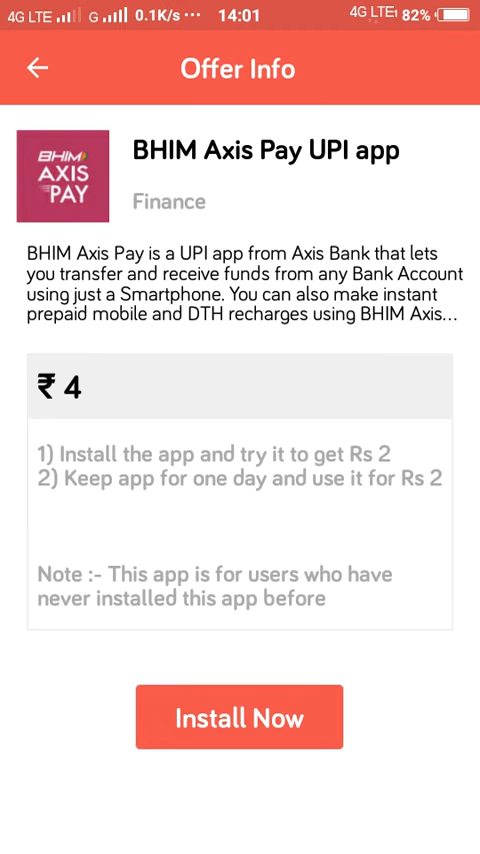 4G LTE G 0.1K/s ··· 14:01 4G LTE 82%
Offer Info
BHIM
AXIS
PAY
BHIM Axis Pay UPI app
Finance
BHIM Axis Pay is a UPI app from Axis Bank that lets
you transfer and receive funds from any Bank Account
using just a Smartphone. You can also make instant
prepaid mobile and DTH recharges using BHIM Axis...
₹ 4
1) Install the app and try it to get Rs 2
2) Keep app for one day and use it for Rs 2
Note :- This app is for users who have
never installed this app before
Install Now